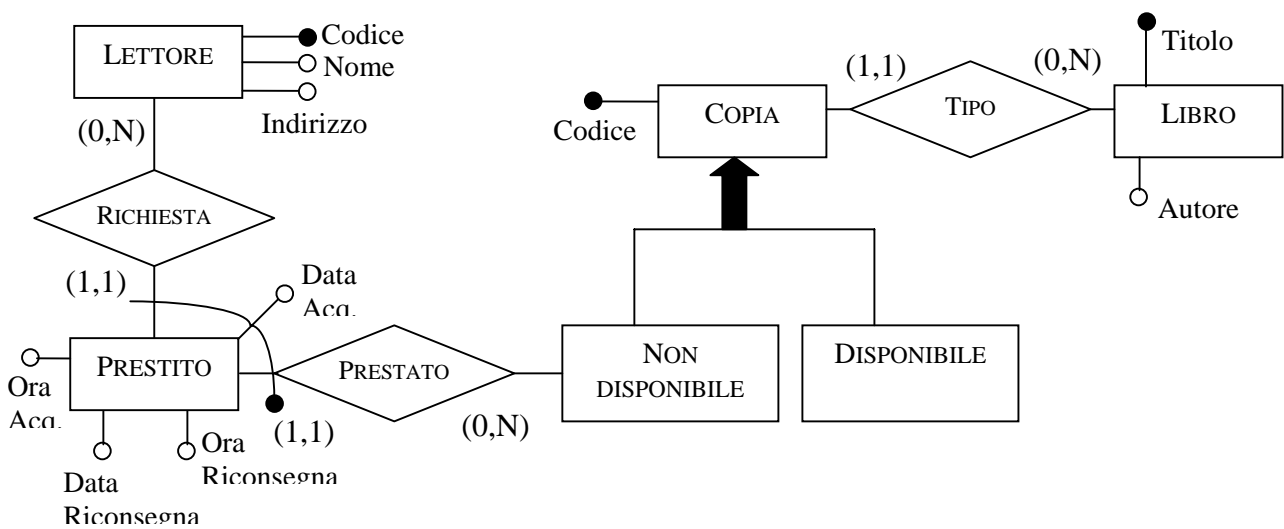 LETTORE
Codice
Nome
Indirizzo
(0,N)
RICHIESTA
(1,1)
Data
Acq.
PRESTITO
Ora
Acq.
Data
Riconsegna
Ora
Riconsegna
(1,1)
PRESTATO
(0,N)
NON
DISPONIBILE
DISPONIBILE
Codice
COPIA
(1,1)
TIPO
(0,N)
Titolo
LIBRO
Autore